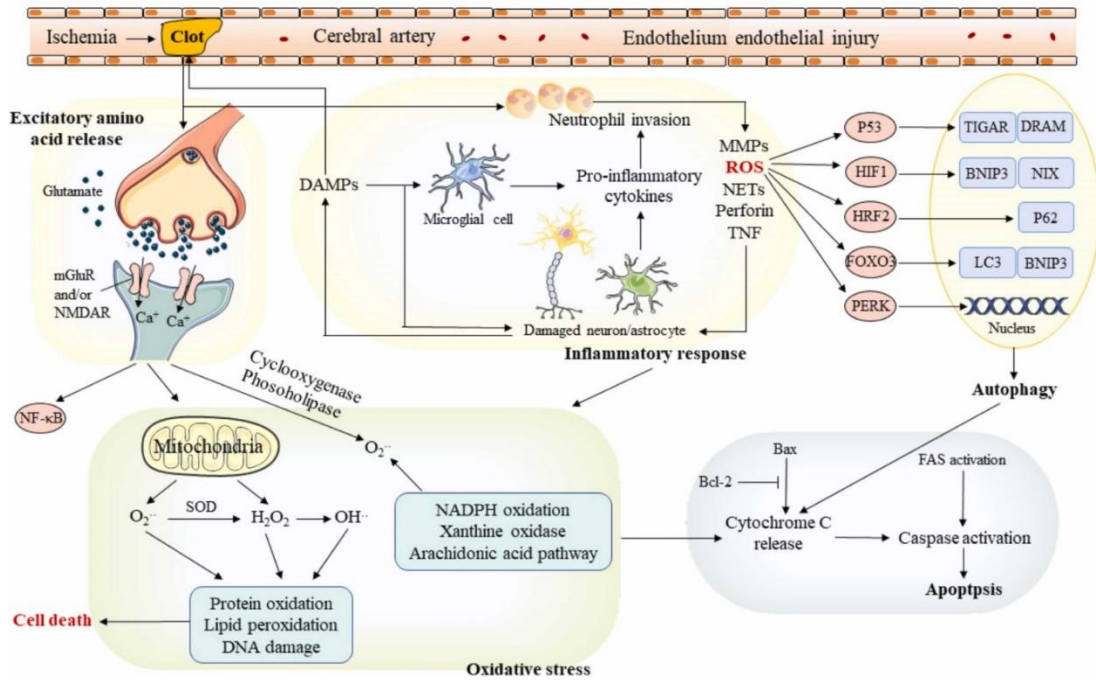 Ischemia
Clot
Cerebral artery
Endothelium endothelial injury
Excitatory amino
acid release
Glutamate
mGluR
and/or
NMDAR
Ca⁺
Ca⁺
DAMPs
Microglial cell
Neutrophil invasion
Pro-inflammatory
cytokines
Damaged neuron/astrocyte
Inflammatory response
MMPs
ROS
NETs
Perforin
TNF
P53
HIF1
HRF2
FOXO3
PERK
TIGAR
DRAM
BNIP3
NIX
P62
LC3
BNIP3
Nucleus
Autophagy
NF-κB
Cyclooxygenase
Phosoholipase
Mitochondria
O₂··
O₂··
SOD
H₂O₂
OH··
NADPH oxidation
Xanthine oxidase
Arachidonic acid pathway
Protein oxidation
Lipid peroxidation
DNA damage
Cell death
Oxidative stress
Bax
Bcl-2
Cytochrome C
release
FAS activation
Caspase activation
Apoptpsis